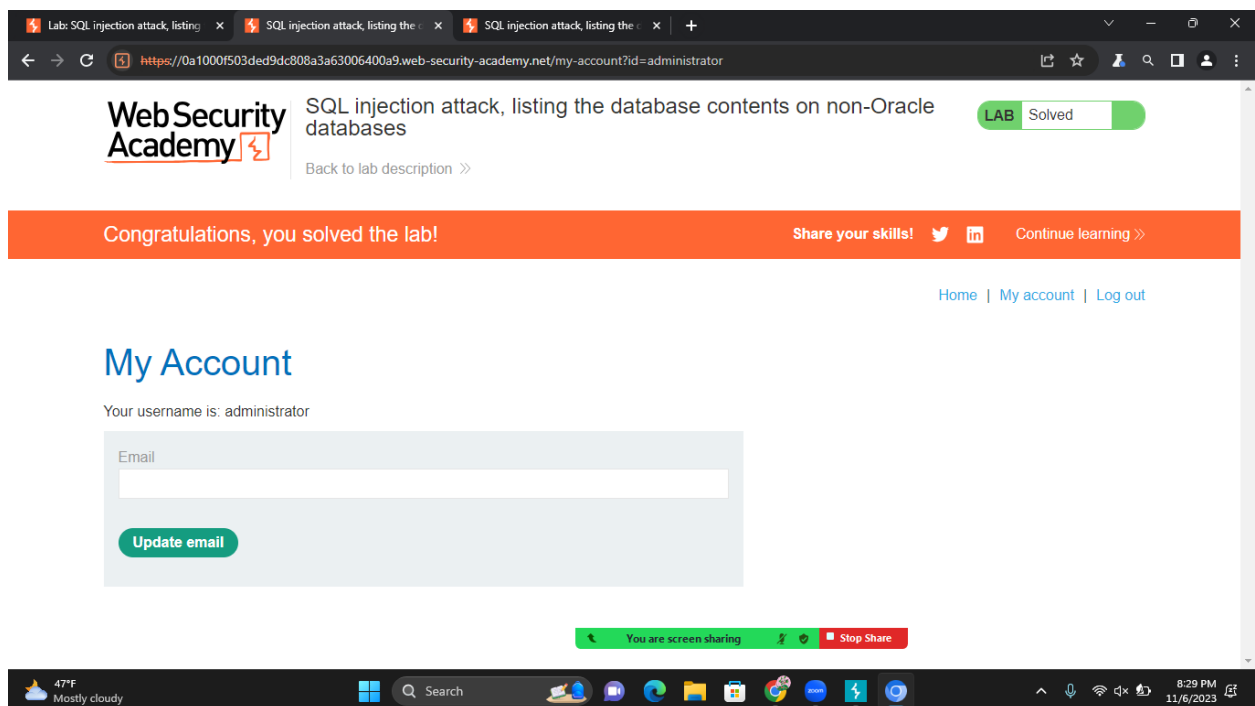 Lab: SQL injection attack, listing
SQL injection attack, listing the c
SQL injection attack, listing the c
https://0a1000f503ded9dc808a3a63006400a9.web-security-academy.net/my-account?id=administrator
Web Security
Academy
SQL injection attack, listing the database contents on non-Oracle
databases
Back to lab description
LAB Solved
Congratulations, you solved the lab!
Share your skills!
in
Continue learning
Home | My account | Log out
My Account
Your username is: administrator
Email
Update email
You are screen sharing
Stop Share
47°F
Mostly cloudy
Search
zoom
8:29 PM
11/6/2023